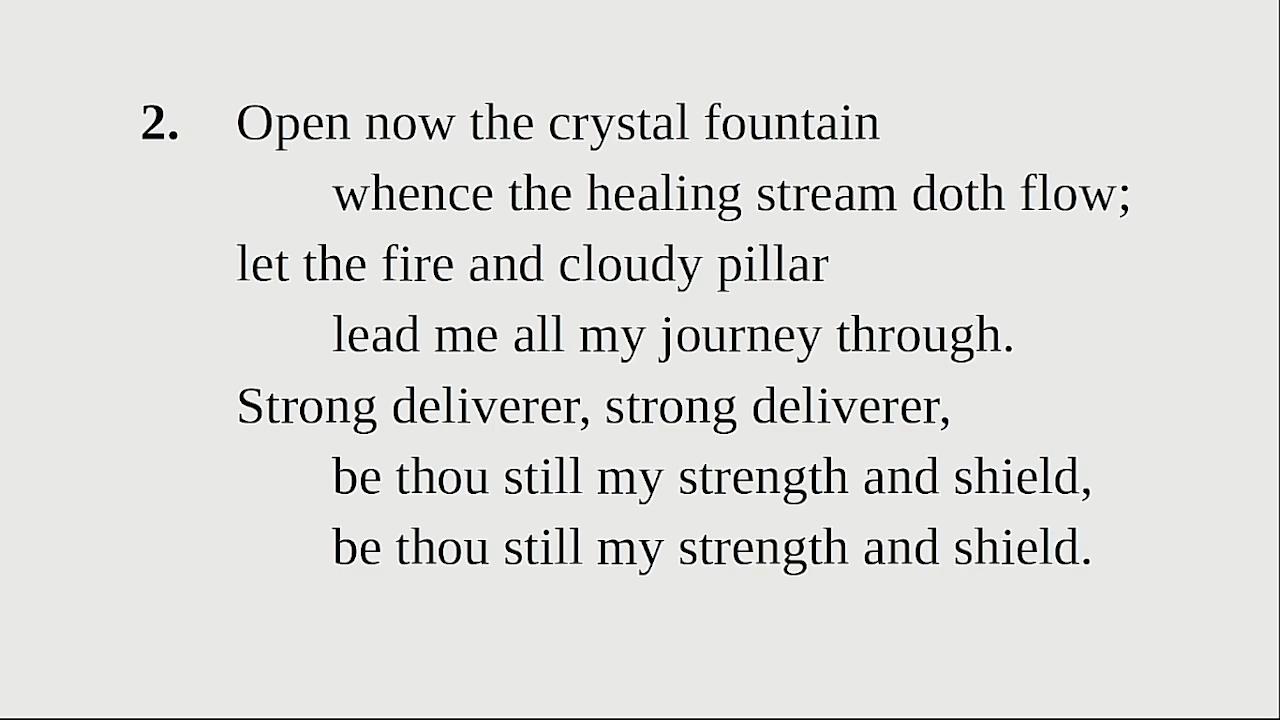 2. Open now the crystal fountain
whence the healing stream doth flow;
let the fire and cloudy pillar
lead me all my journey through.
Strong deliverer, strong deliverer,
be thou still my strength and shield,
be thou still my strength and shield.